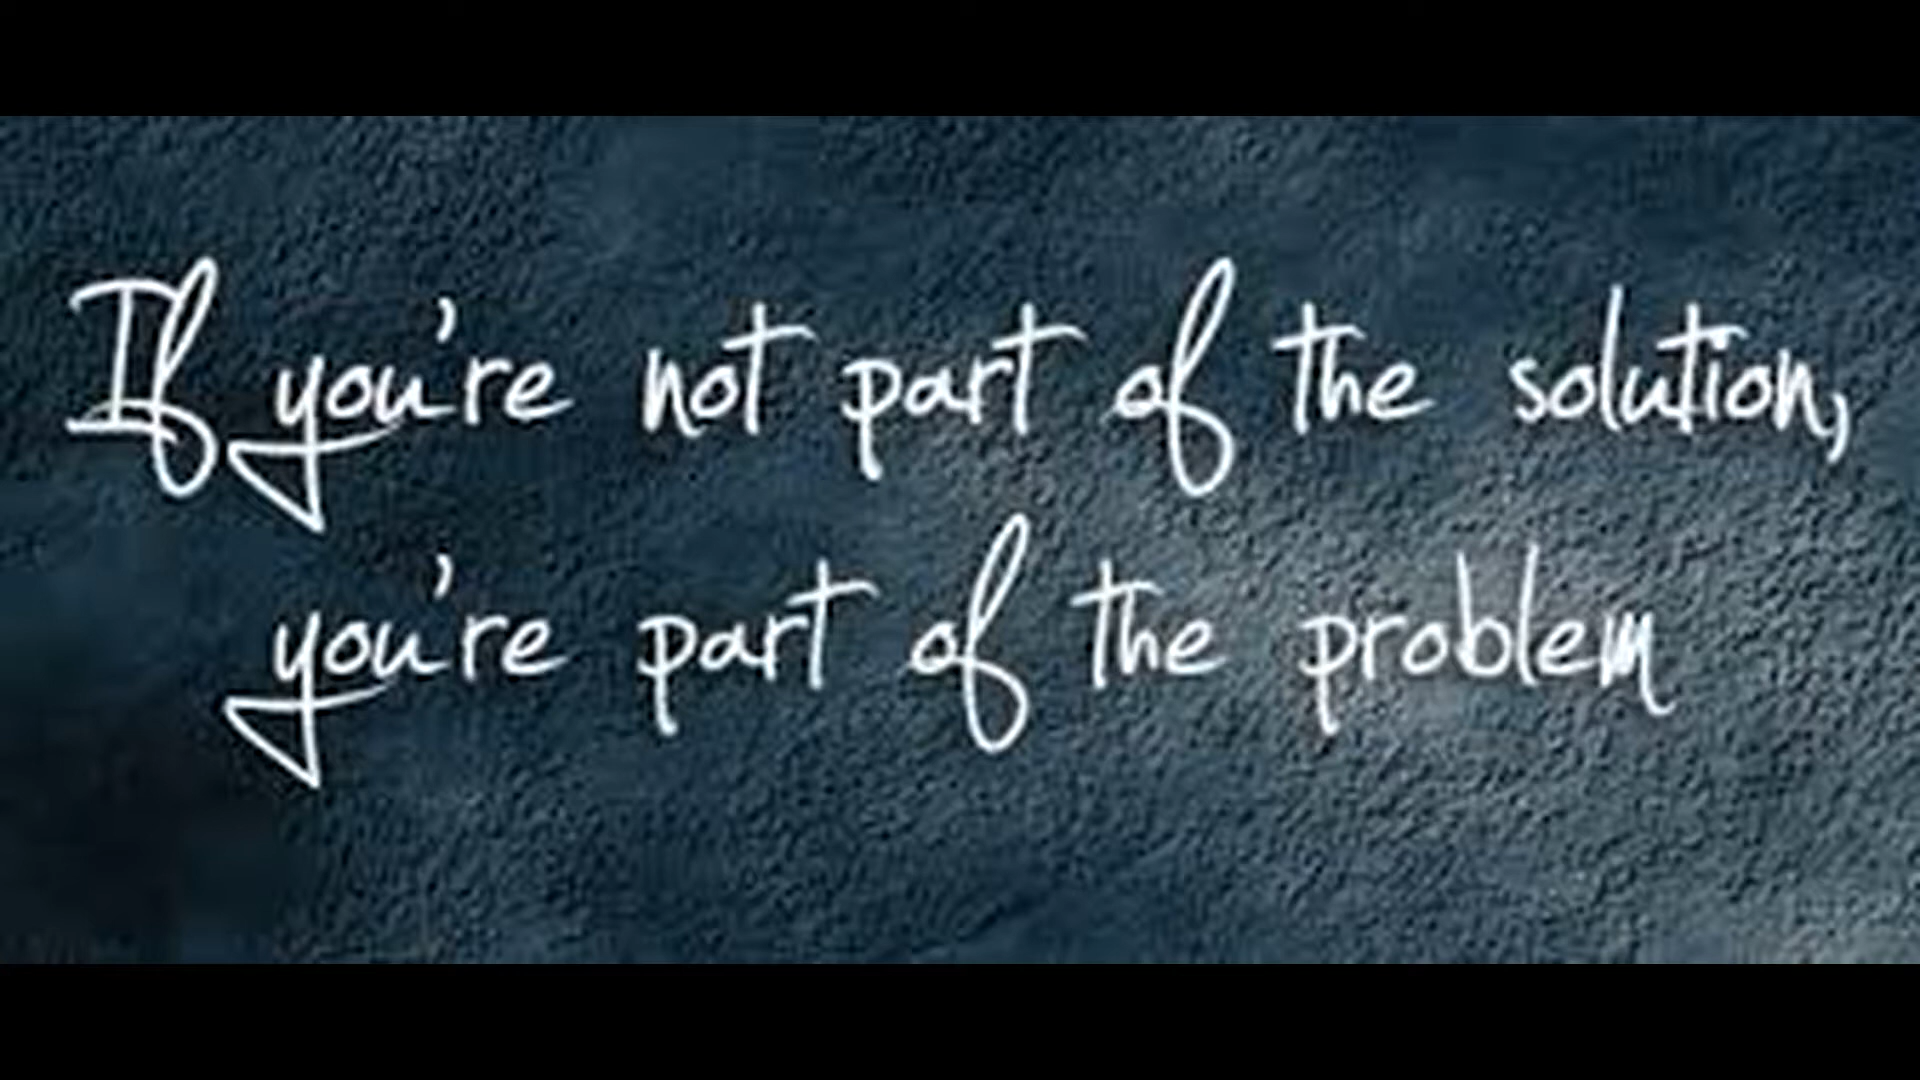 If you're not part of the solution,
you're part of the problem